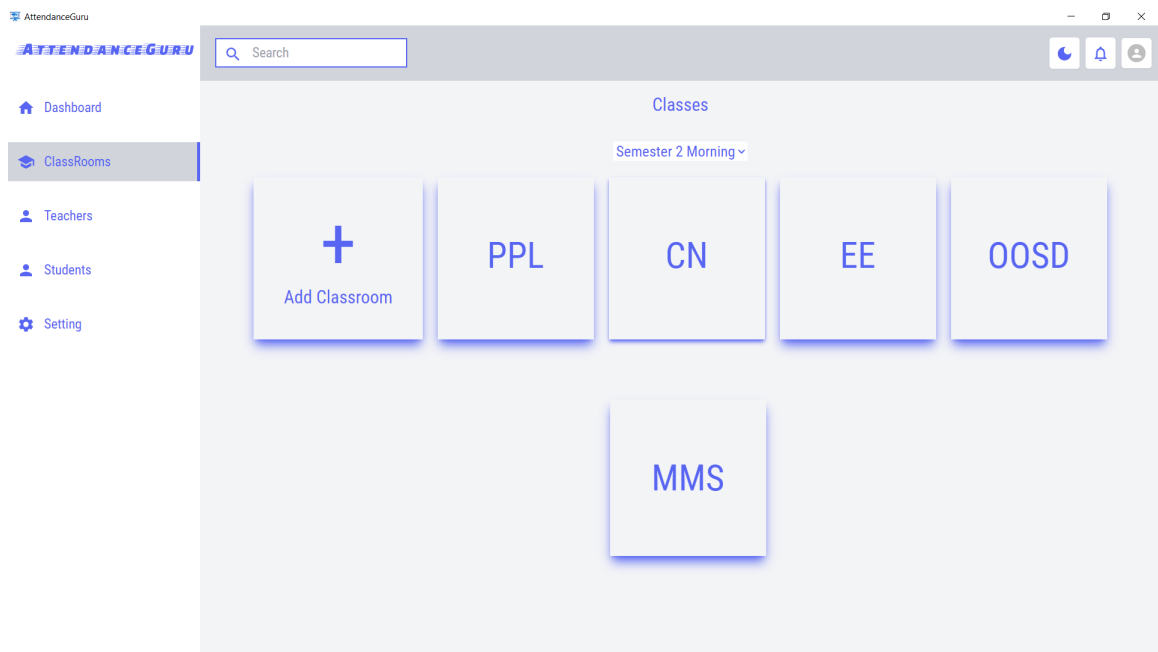 AttendanceGuru
AttendanceGuru
Search
Dashboard
ClassRooms
Teachers
Students
Setting
Classes
Semester 2 Morning
Add Classroom
PPL
CN
EE
OOSD
MMS